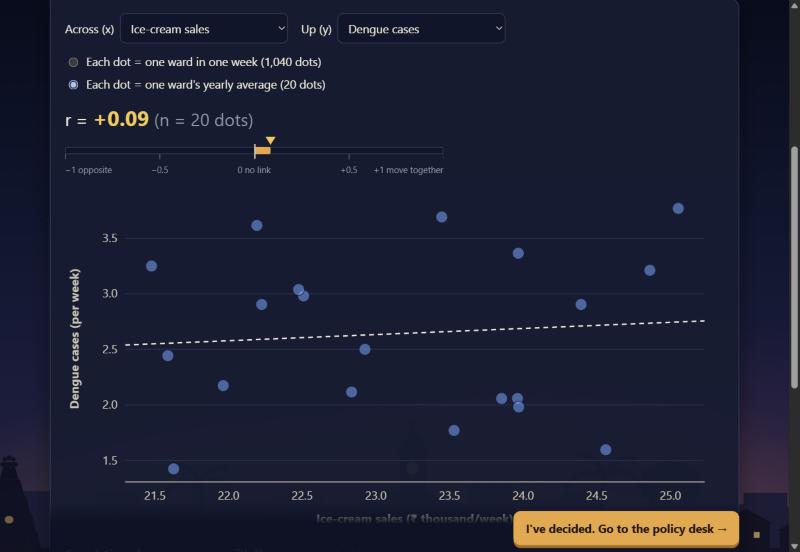 Across (x) Ice-cream sales Up (y) Dengue cases
Each dot = one ward in one week (1,040 dots)
Each dot = one ward's yearly average (20 dots)
r = +0.09 (n = 20 dots)
−1 opposite −0.5 0 no link +0.5 +1 move together
Dengue cases (per week)
3.5
3.0
2.5
2.0
1.5
21.5 22.0 22.5 23.0 23.5 24.0 24.5 25.0
Ice-cream sales (₹ thousand/week)
I've decided. Go to the policy desk →